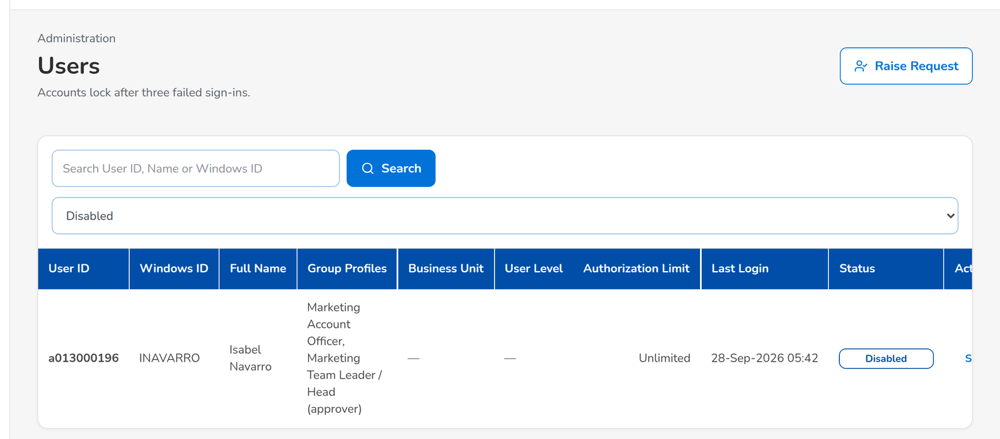 Administration
Users
Accounts lock after three failed sign-ins.
Raise Request
Search User ID, Name or Windows ID
Search
Disabled
User ID Windows ID Full Name Group Profiles Business Unit User Level Authorization Limit Last Login Status Act
a013000196 INAVARRO Isabel Navarro Marketing Account Officer, Marketing Team Leader / Head (approver) — — Unlimited 28-Sep-2026 05:42 Disabled S